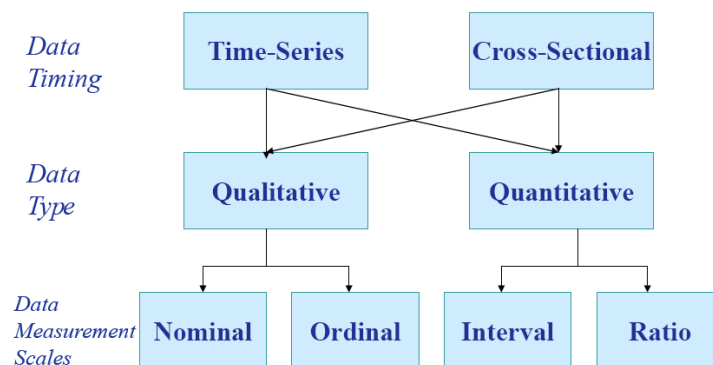 Data
Timing
Time-Series
Cross-Sectional
Data
Type
Qualitative
Quantitative
Data
Measurement
Scales
Nominal
Ordinal
Interval
Ratio